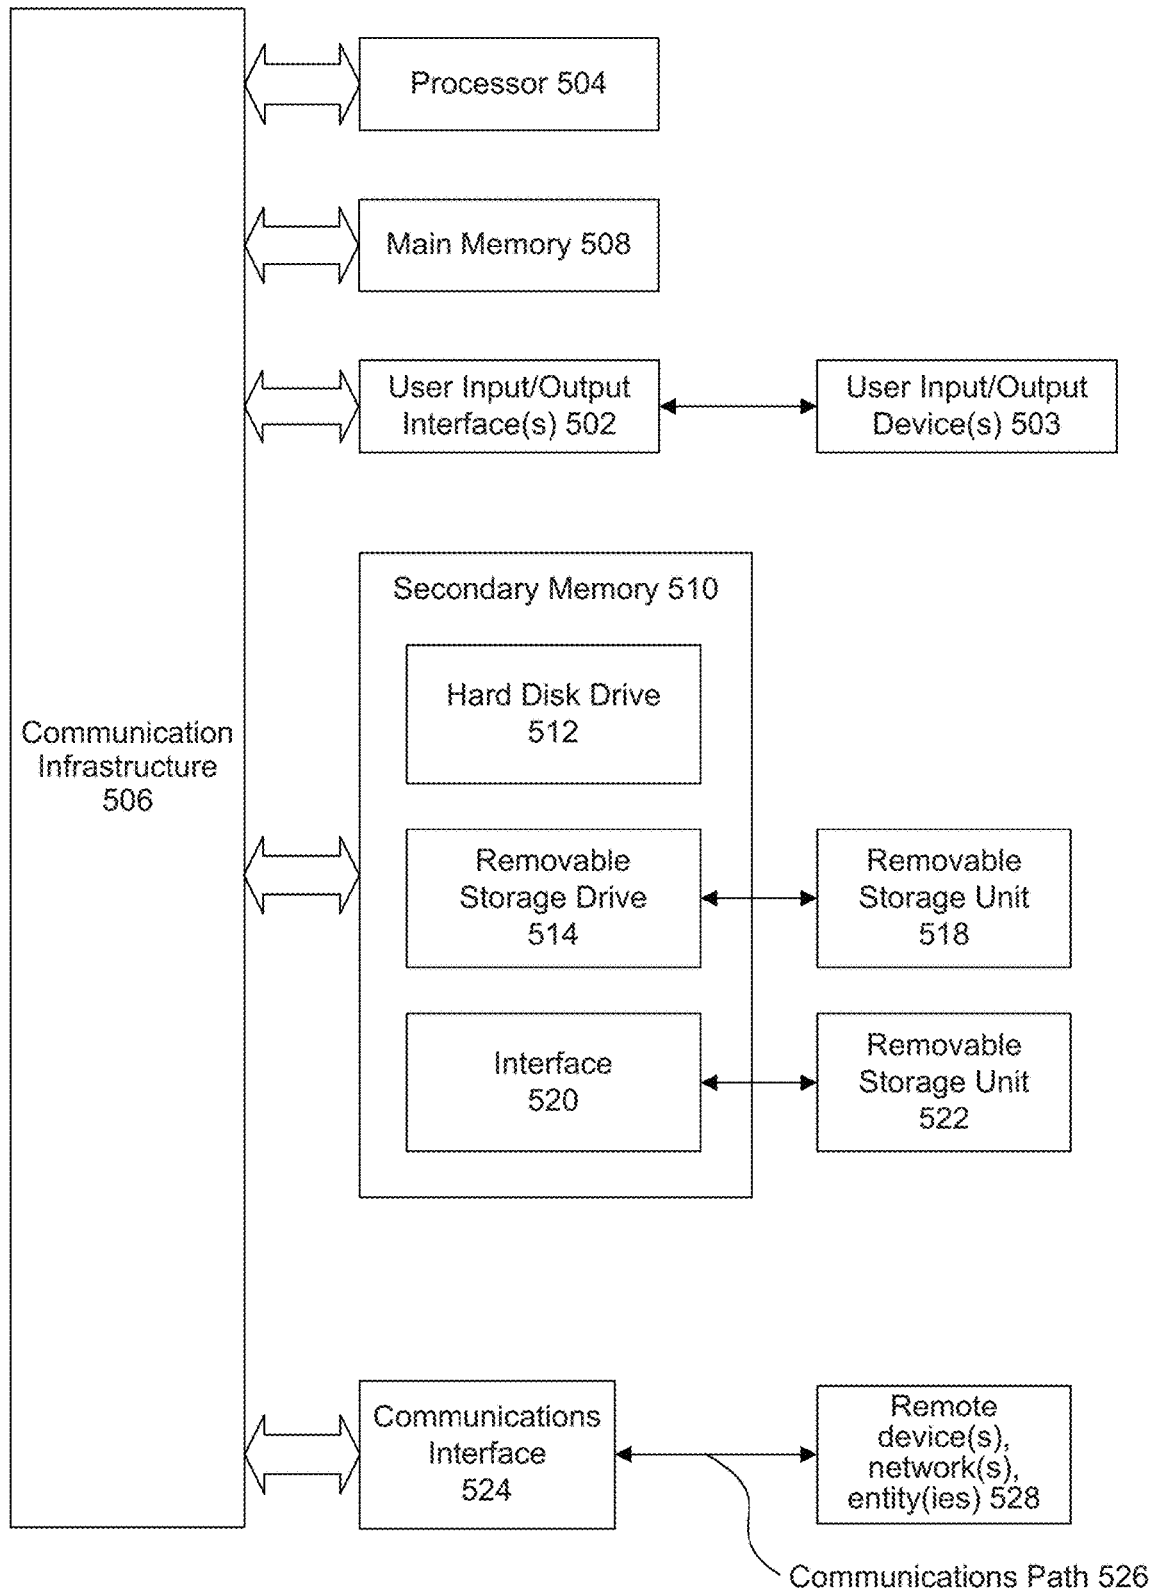 Processor 504
Main Memory 508
User Input/Output
Interface(s) 502
User Input/Output
Device(s) 503
Communication
Infrastructure
506
Secondary Memory 510
Hard Disk Drive
512
Removable
Storage Drive
514
Removable
Storage Unit
518
Interface
520
Removable
Storage Unit
522
Communications
Interface
524
Remote
device(s),
network(s),
entity(ies) 528
Communications Path 526